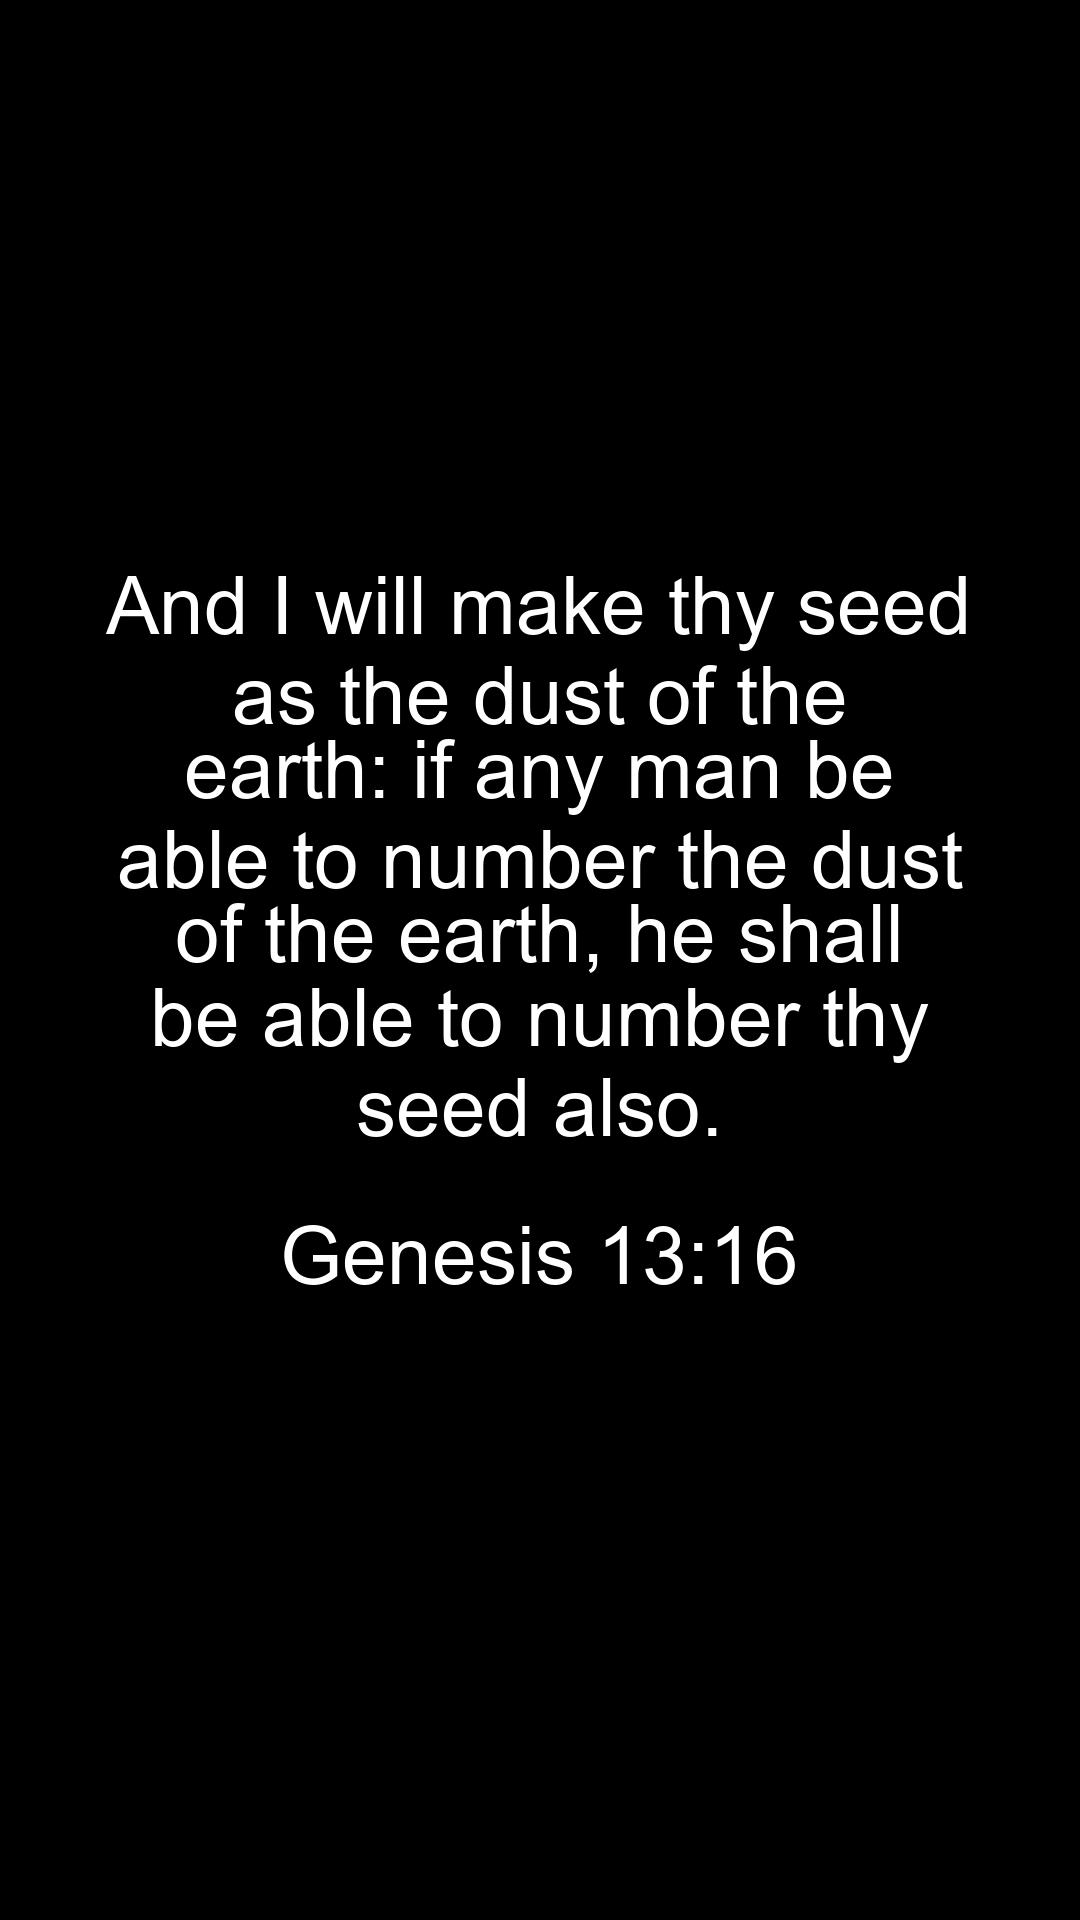 And I will make thy seed
as the dust of the
earth: if any man be
able to number the dust
of the earth, he shall
be able to number thy
seed also.
Genesis 13:16